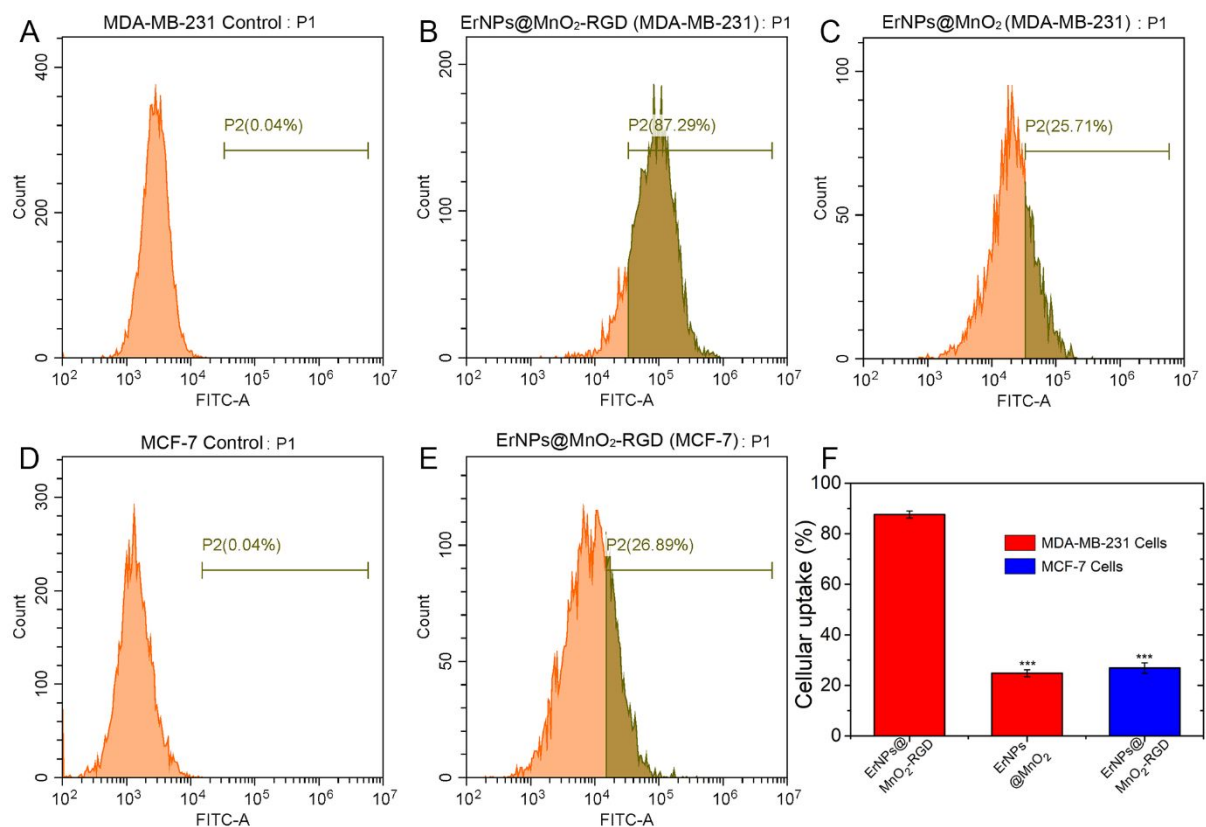 A
MDA-MB-231 Control : P1
400
200
0
Count
P2(0.04%)
10² 10³ 10⁴ 10⁵ 10⁶ 10⁷
FITC-A
B
ErNPs@MnO₂-RGD (MDA-MB-231) : P1
200
100
0
Count
P2(87.29%)
10² 10³ 10⁴ 10⁵ 10⁶ 10⁷
FITC-A
C
ErNPs@MnO₂ (MDA-MB-231) : P1
100
50
0
Count
P2(25.71%)
10² 10³ 10⁴ 10⁵ 10⁶ 10⁷
FITC-A
D
MCF-7 Control : P1
300
200
100
0
Count
P2(0.04%)
10² 10³ 10⁴ 10⁵ 10⁶ 10⁷
FITC-A
E
ErNPs@MnO₂-RGD (MCF-7) : P1
100
50
0
Count
P2(26.89%)
10² 10³ 10⁴ 10⁵ 10⁶ 10⁷
FITC-A
F
100
80
60
40
20
0
Cellular uptake (%)
MDA-MB-231 Cells
MCF-7 Cells
***
***
ErNPs@
MnO₂-RGD
ErNPs
@MnO₂
ErNPs@
MnO₂-RGD